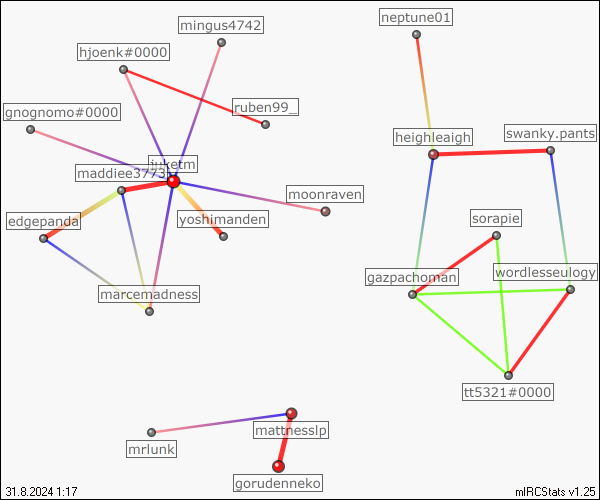 neptune01
mingus4742
hjoenk#0000
ruben99_
gnognomo#0000
heighleaigh
swanky.pants
juketm
maddiee3773
moonraven
edgepanda
yoshimanden
sorapie
gazpachoman
wordlesseulogy
marcemadness
tt5321#0000
mattnesslp
mrlunk
gorudenneko
31.8.2024 1:17
mIRCStats v1.25